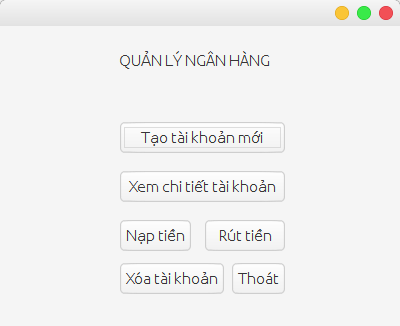 QUẢN LÝ NGÂN HÀNG
Tạo tài khoản mới
Xem chi tiết tài khoản
Nạp tiền Rút tiền
Xóa tài khoản Thoát